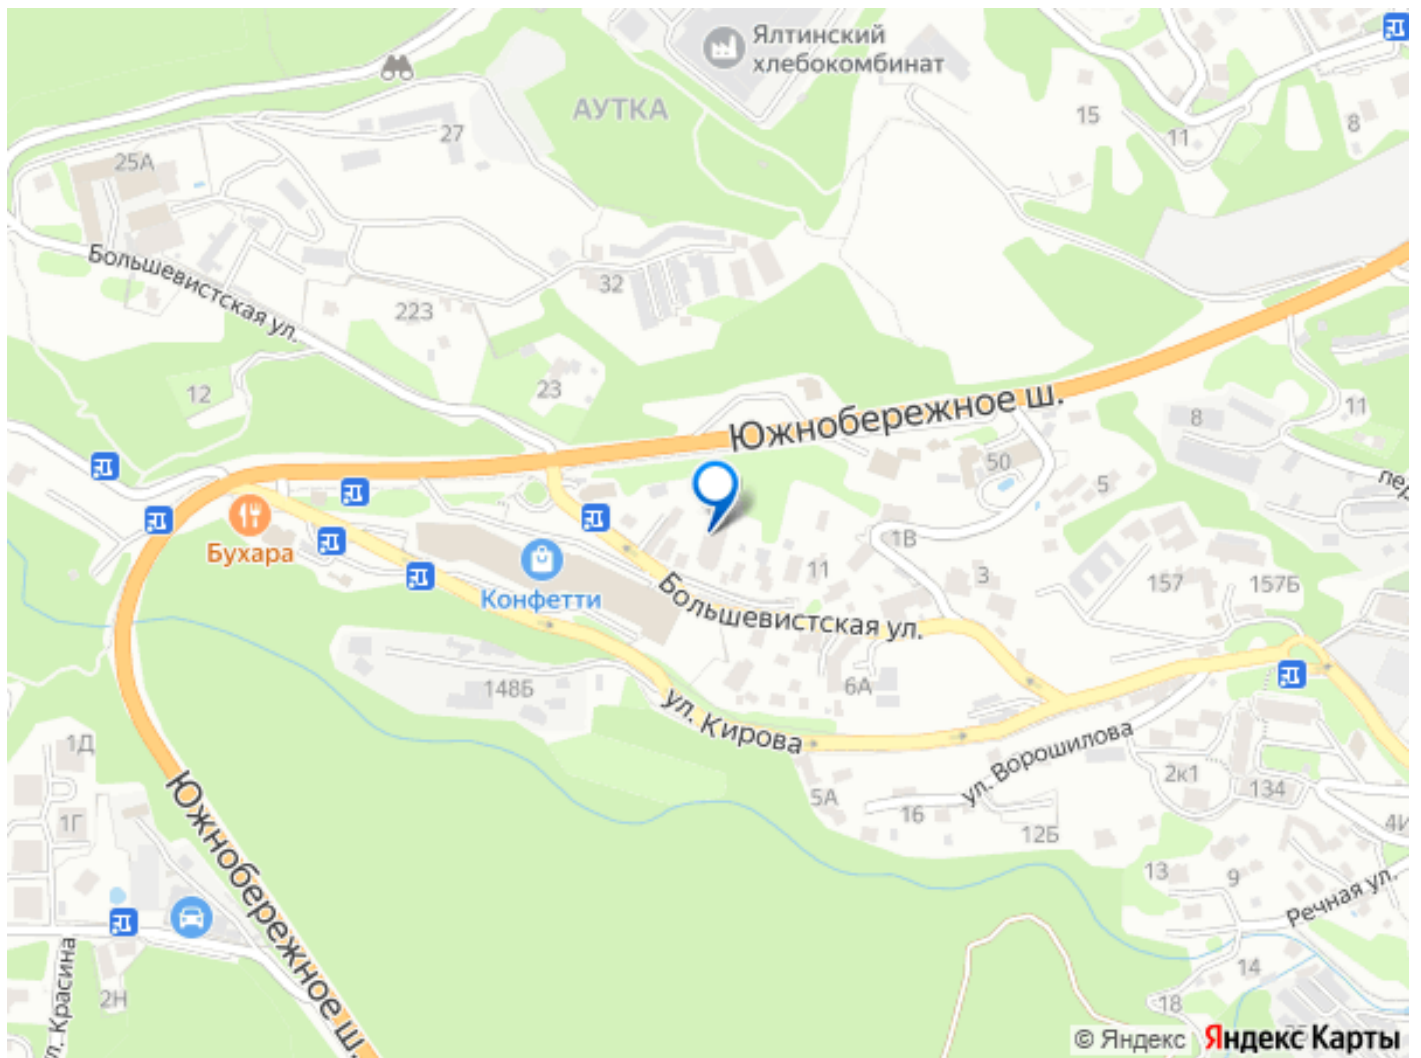 Ялтинский
хлебокомбинат
АУТКА
15
11
8
27
25А
Большевистская ул.
32
223
12
23
Южнобережное ш.
8
11
50
5
пер
Бухара
Конфетти
1В
11
3
157
157Б
Большевистская ул.
6А
148Б
ул. Кирова
ул. Ворошилова
1Д
2к1
134
5А
16
12Б
1Г
4И
Южнобережное ш.
13
9
Речная ул.
ул. Красина
2Н
14
18
© Яндекс
Яндекс Карты